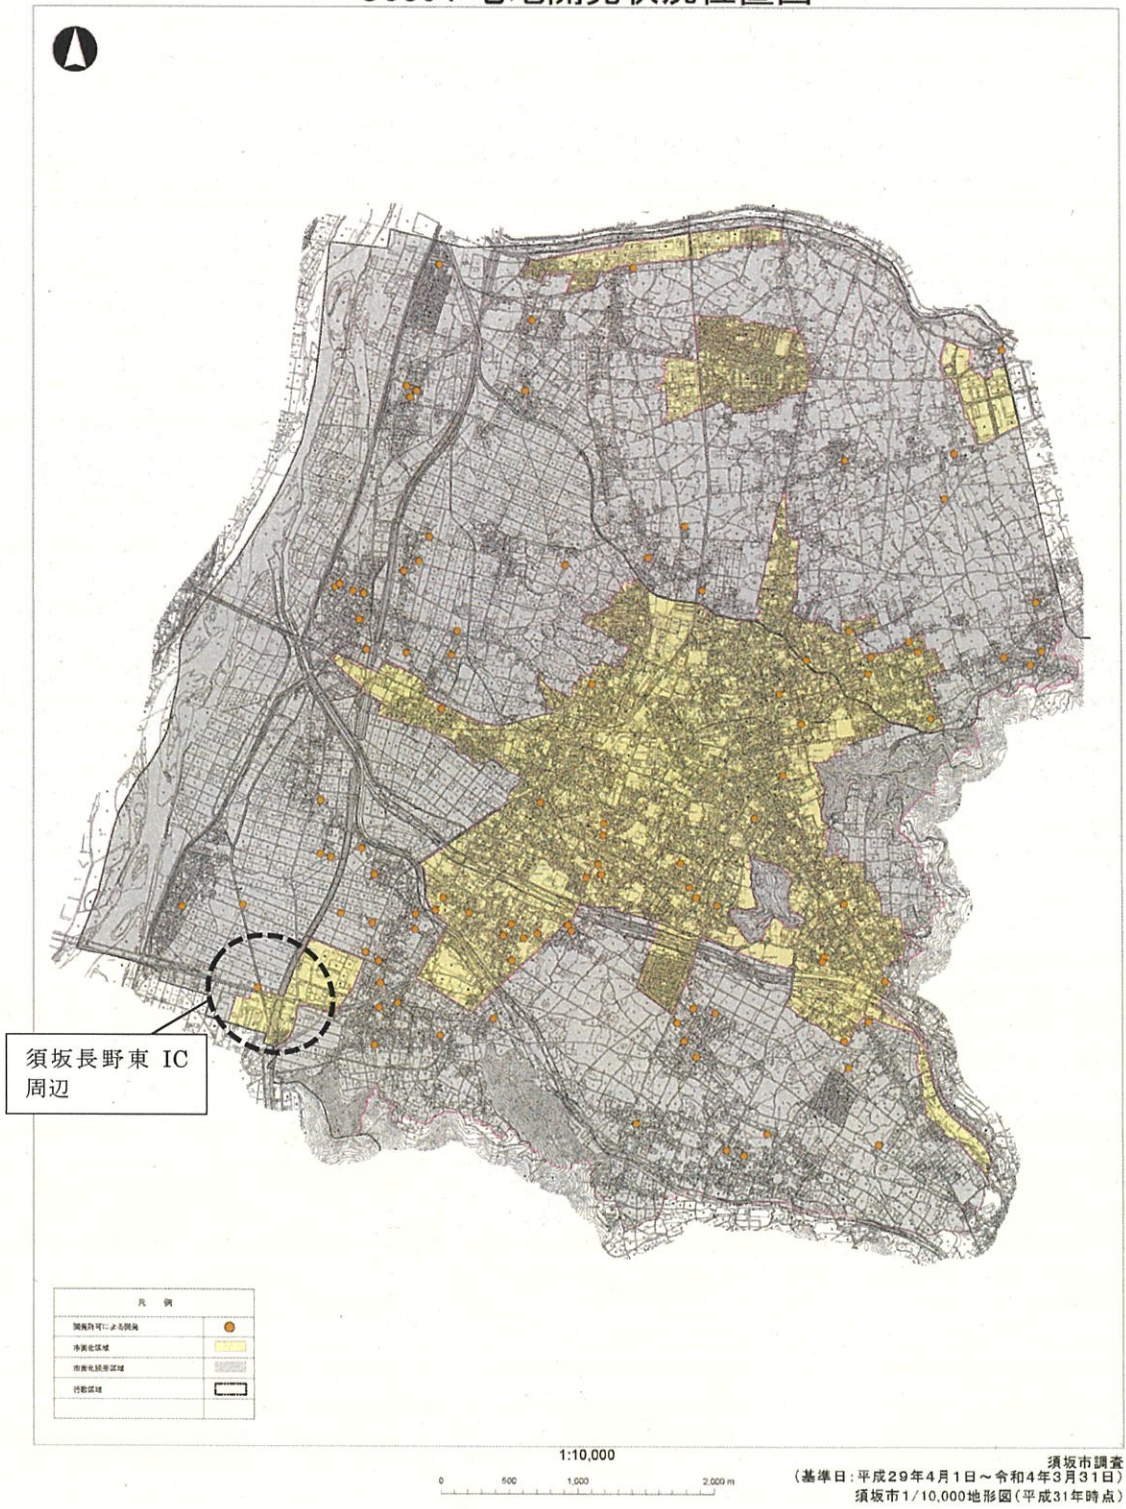 須坂長野東 IC
周辺
凡 例
開発許可による開発
市街化区域
市街化調整区域
行政区域
1:10,000
0 500 1,000 2,000 m
須坂市調査
(基準日:平成29年4月1日～令和4年3月31日)
須坂市1/10,000地形図(平成31年時点)